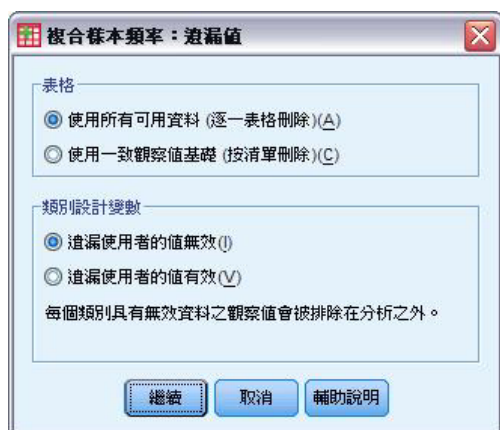 複合樣本頻率：遺漏值
表格
使用所有可用資料 (逐一表格刪除)(A)
使用一致觀察值基礎 (按清單刪除)(C)
類別設計變數
遺漏使用者的值無效(I)
遺漏使用者的值有效(V)
每個類別具有無效資料之觀察值會被排除在分析之外。
繼續 取消 輔助說明